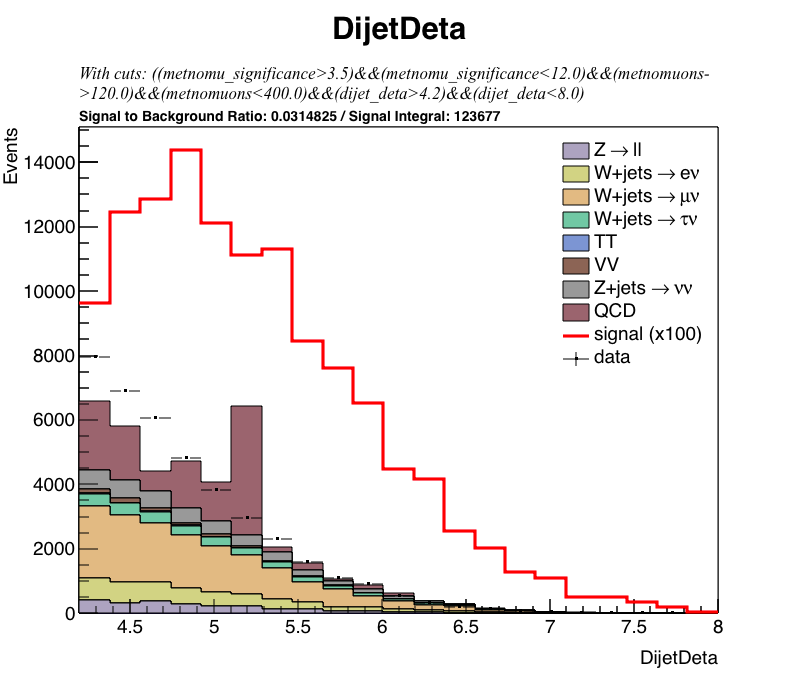 DijetDeta
With cuts: ((metnomu_significance>3.5)&&(metnomu_significance<12.0)&&(metnomuons-
>120.0)&&(metnomuons<400.0)&&(dijet_deta>4.2)&&(dijet_deta<8.0)
Signal to Background Ratio: 0.0314825 / Signal Integral: 123677
Events
14000
12000
10000
8000
6000
4000
2000
0
Z → ll
W+jets → eν
W+jets → μν
W+jets → τν
TT
VV
Z+jets → νν
QCD
signal (x100)
data
4.5 5 5.5 6 6.5 7 7.5 8
DijetDeta